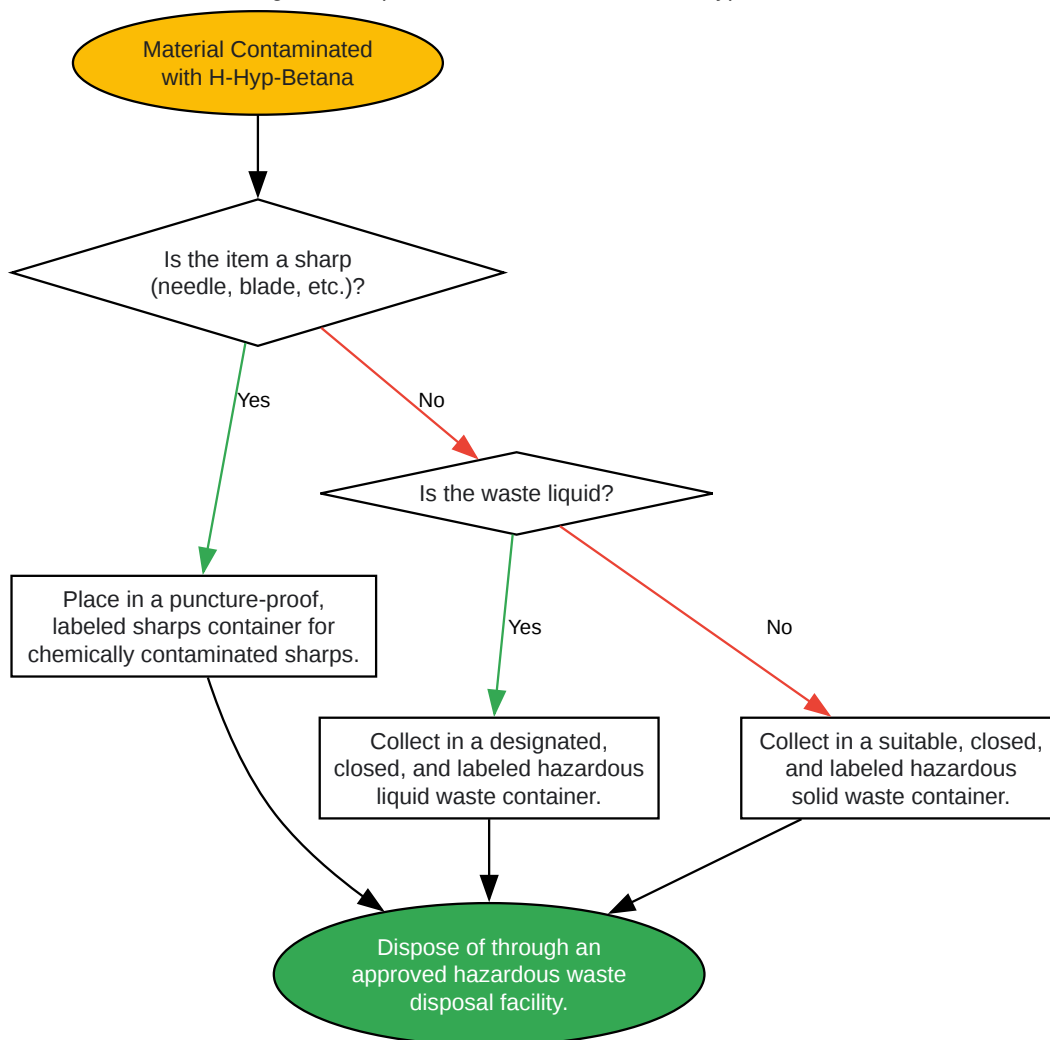 Material Contaminated
with H-Hyp-Betana
Is the item a sharp
(needle, blade, etc.)?
Yes
No
Is the waste liquid?
Place in a puncture-proof,
labeled sharps container for
chemically contaminated sharps.
Yes
No
Collect in a designated,
closed, and labeled hazardous
liquid waste container.
Collect in a suitable, closed,
and labeled hazardous
solid waste container.
Dispose of through an
approved hazardous waste
disposal facility.